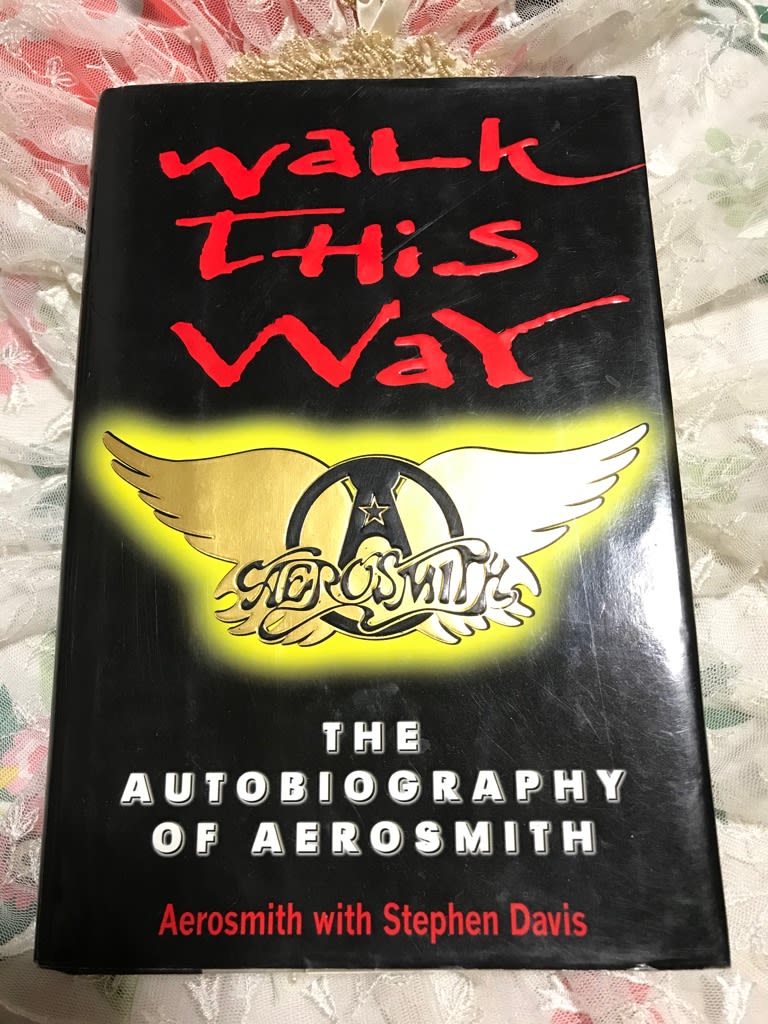 WaLk
THiS
WaY
AEROSMITH
THE
AUTOBIOGRAPHY
OF AEROSMITH
Aerosmith with Stephen Davis